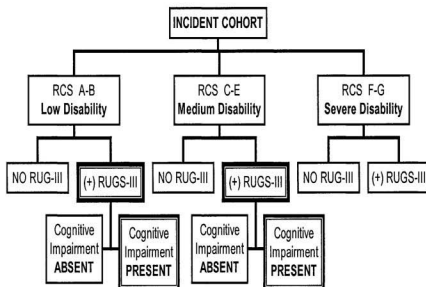 INCIDENT COHORT
RCS A-B
Low Disability
RCS C-E
Medium Disability
RCS F-G
Severe Disability
NO RUG-III
(+) RUGS-III
NO RUG-III
(+) RUGS-III
NO RUG-III
(+) RUGS-III
Cognitive
Impairment
ABSENT
Cognitive
Impairment
PRESENT
Cognitive
Impairment
ABSENT
Cognitive
Impairment
PRESENT